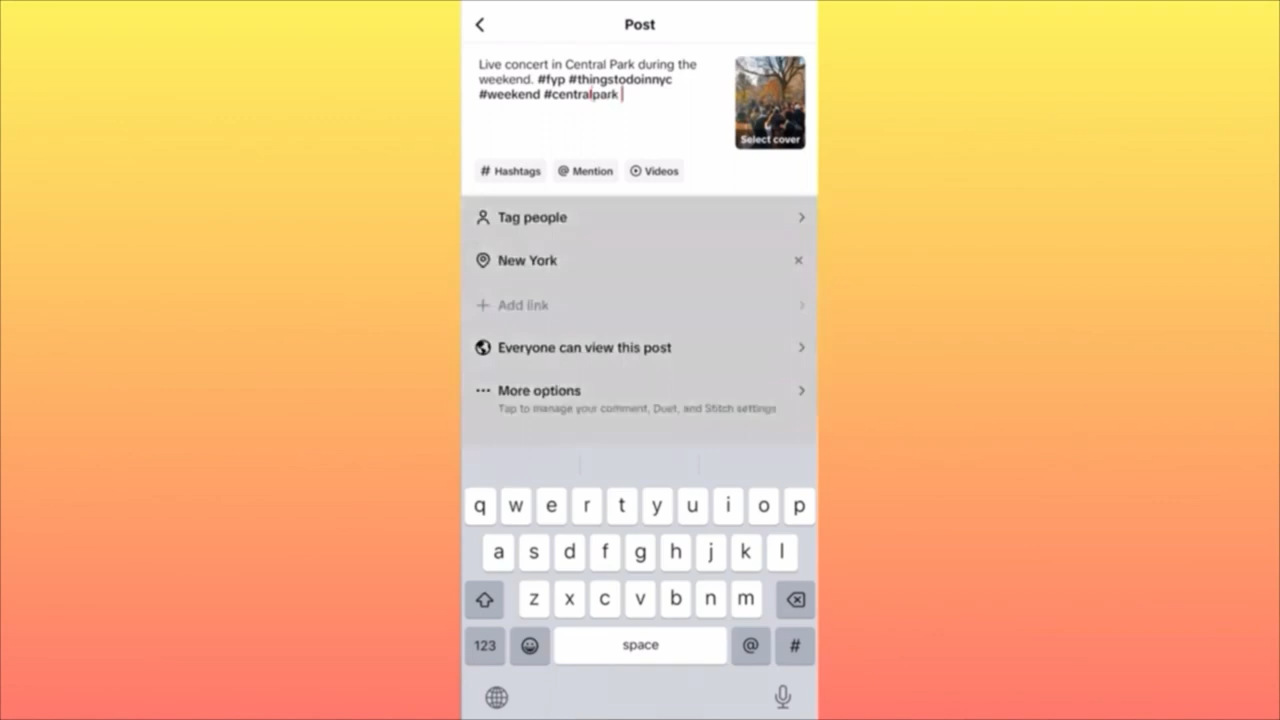 Post
Live concert in Central Park during the
weekend. #fyp #thingstodoinnyc
#weekend #centralpark
Select cover
# Hashtags @ Mention Videos
Tag people
New York
Add link
Everyone can view this post
More options
Tap to manage your comment, Duet, and Stitch settings
q w e r t y u i o p
a s d f g h j k l
z x c v b n m
123 space @ #